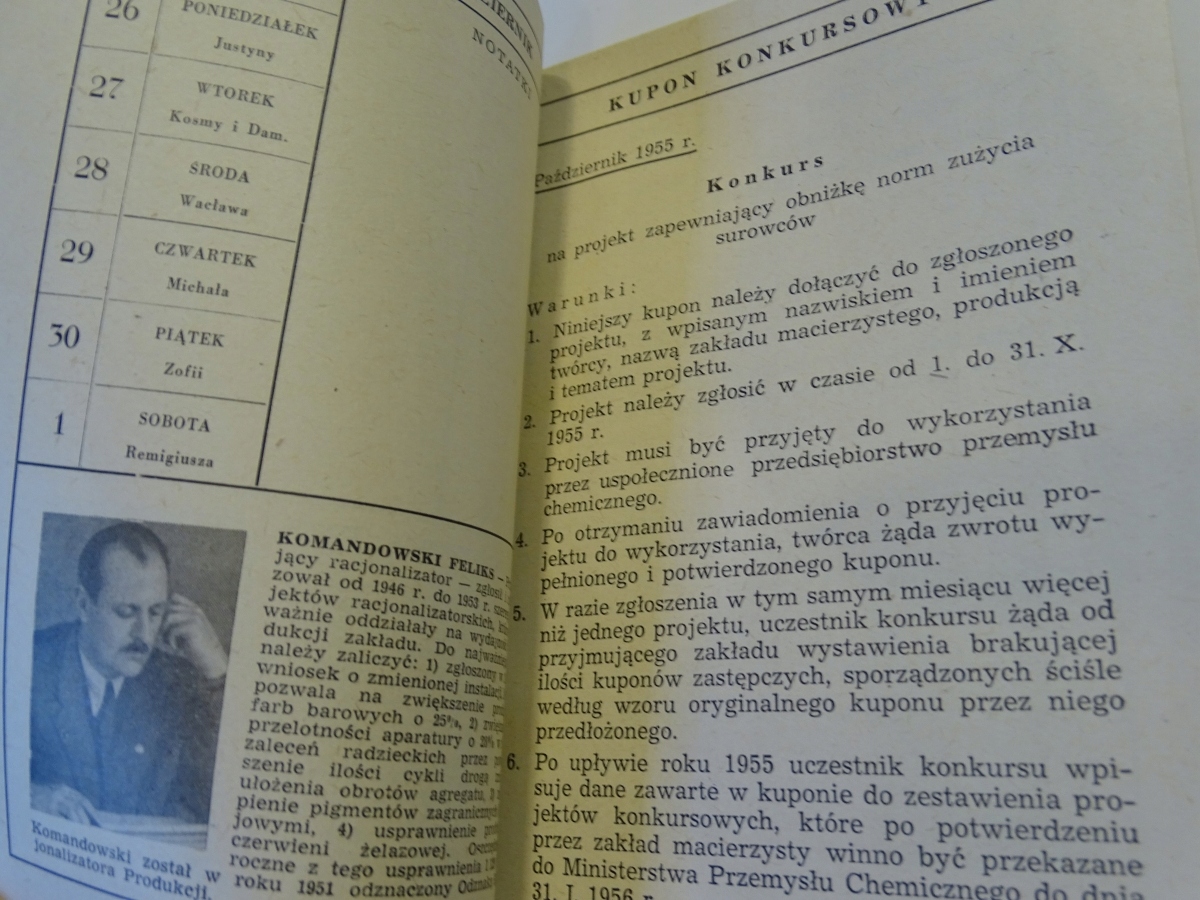 26 PONIEDZIAŁEK
Justyny
27 WTOREK
Kosmy i Dam.
28 ŚRODA
Wacława
29 CZWARTEK
Michała
30 PIĄTEK
Zofii
1 SOBOTA
Remigiusza
NOTATKI
KOMANDOWSKI FELIKS –
jący racjonalizator — zgłosił
zował od 1946 r. do 1953 r.
jektów racjonalizatorskich,
ważnie oddziałały na
dukcji zakładu. Do
należy zaliczyć: 1) zgłoszony
wniosek o zmienionej
pozwala na zwiększenie
farb barowych o 25%, 2)
przelotności aparatury o 20%
zaleceń radzieckich przez
szenie ilości cykli drogą
ułożenia obrotów agregatu,
pienie pigmentów
jowymi, 4) usprawnienie
czerwieni żelazowej.
roczne z tego usprawnienia
roku 1951 odznaczony
Komandowski został w
jonalizatora Produkcji.
KUPON
Październik 1955 r.
Konkurs
na projekt zapewniający obniżkę norm zużycia
surowców
Warunki:
1. Niniejszy kupon należy dołączyć do zgłoszonego
projektu, z wpisanym nazwiskiem i imieniem
twórcy, nazwą zakładu macierzystego, produkcją
i tematem projektu.
2. Projekt należy zgłosić w czasie od 1. do 31. X.
1955 r.
3. Projekt musi być przyjęty do wykorzystania
przez uspołecznione przedsiębiorstwo przemysłu
chemicznego.
4. Po otrzymaniu zawiadomienia o przyjęciu pro-
jektu do wykorzystania, twórca żąda zwrotu wy-
pełnionego i potwierdzonego kuponu.
5. W razie zgłoszenia w tym samym miesiącu więcej
niż jednego projektu, uczestnik konkursu żąda od
przyjmującego zakładu wystawienia brakującej
ilości kuponów zastępczych, sporządzonych ściśle
według wzoru oryginalnego kuponu przez niego
przedłożonego.
6. Po upływie roku 1955 uczestnik konkursu wpi-
suje dane zawarte w kuponie do zestawienia pro-
jektów konkursowych, które po potwierdzeniu
przez zakład macierzysty winno być przekazane
do Ministerstwa Przemysłu Chemicznego do dnia
31. I. 1956 r.